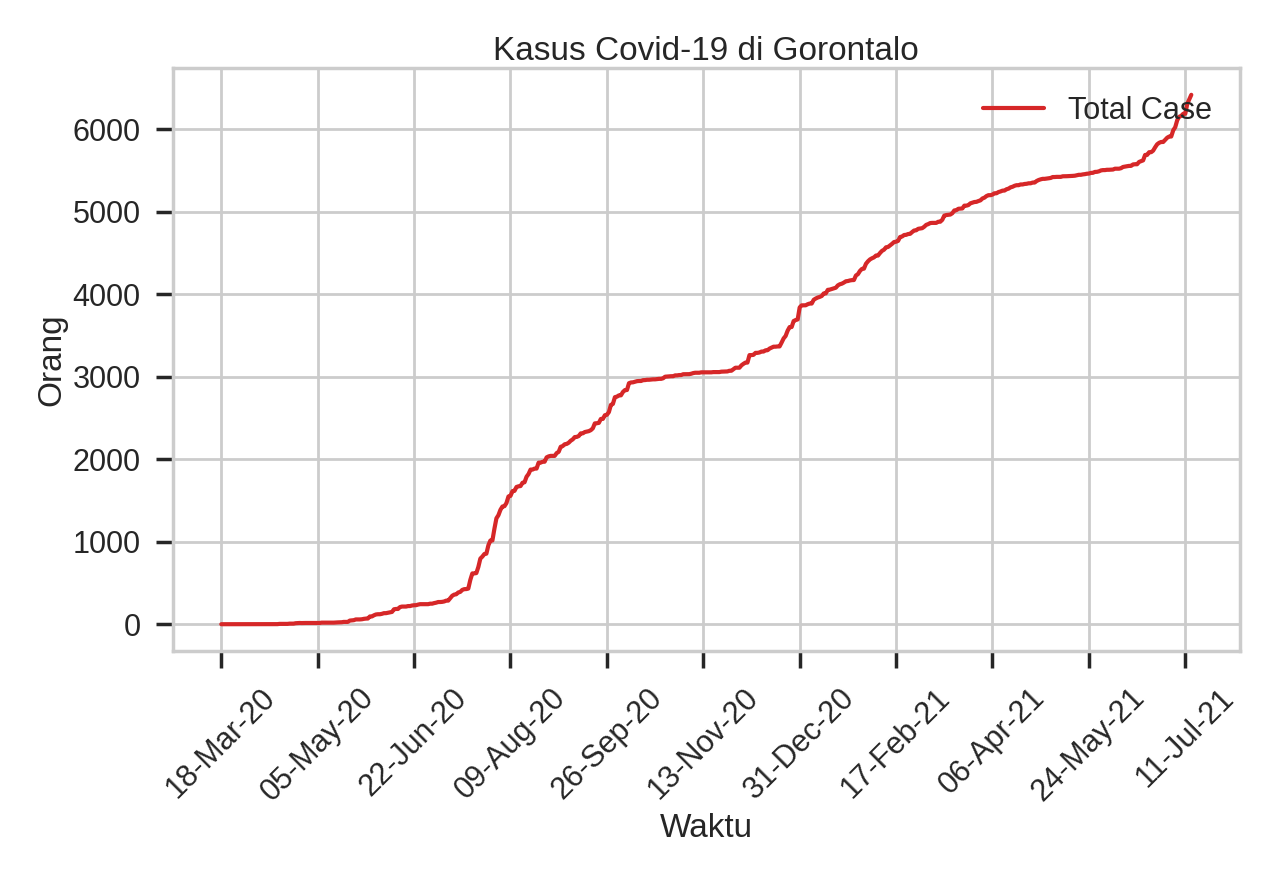 Kasus Covid-19 di Gorontalo
Total Case
Orang
6000
5000
4000
3000
2000
1000
0
18-Mar-20
05-May-20
22-Jun-20
09-Aug-20
26-Sep-20
13-Nov-20
31-Dec-20
17-Feb-21
06-Apr-21
24-May-21
11-Jul-21
Waktu